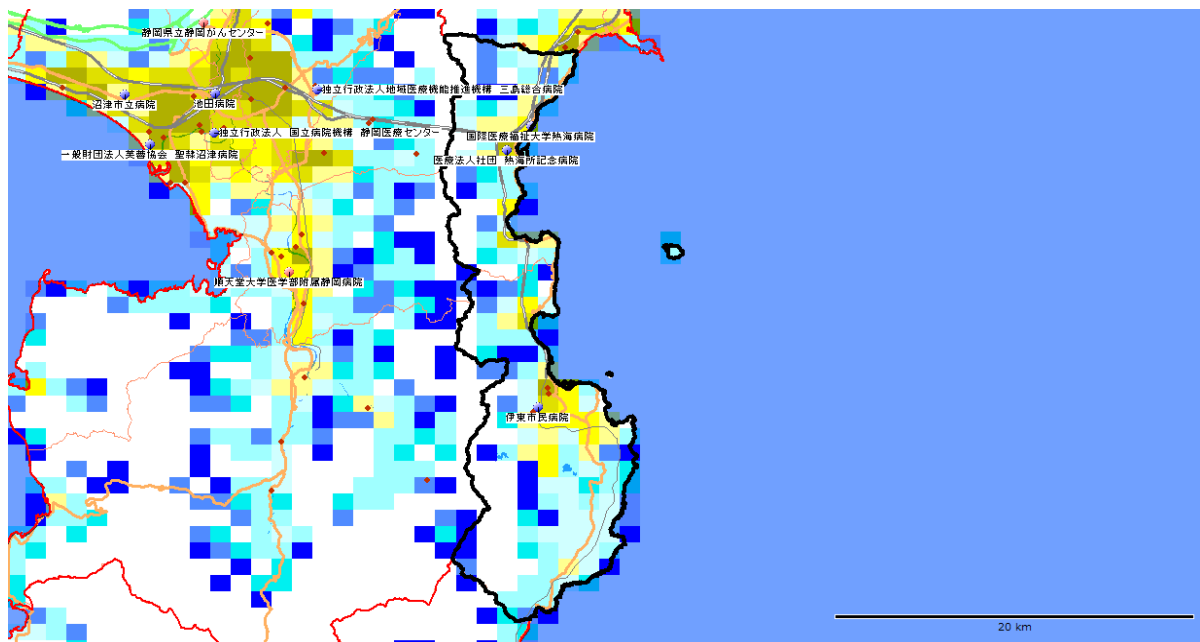 静岡県立静岡がんセンター
独立行政法人地域医療機能推進機構 三島総合病院
沼津市立病院
池田病院
独立行政法人 国立病院機構 静岡医療センター
国際医療福祉大学熱海病院
一般財団法人芙蓉協会 聖隷沼津病院
医療法人社団 熱海所記念病院
順天堂大学医学部附属静岡病院
伊東市民病院
20 km